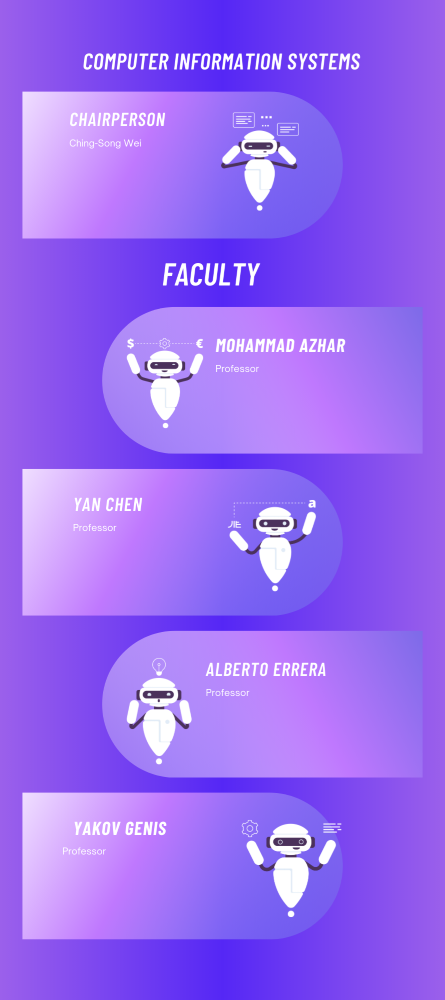 COMPUTER INFORMATION SYSTEMS
CHAIRPERSON
Ching-Song Wei
FACULTY
$ €
MOHAMMAD AZHAR
Professor
YAN CHEN
Professor
a
ALBERTO ERRERA
Professor
?
YAKOV GENIS
Professor